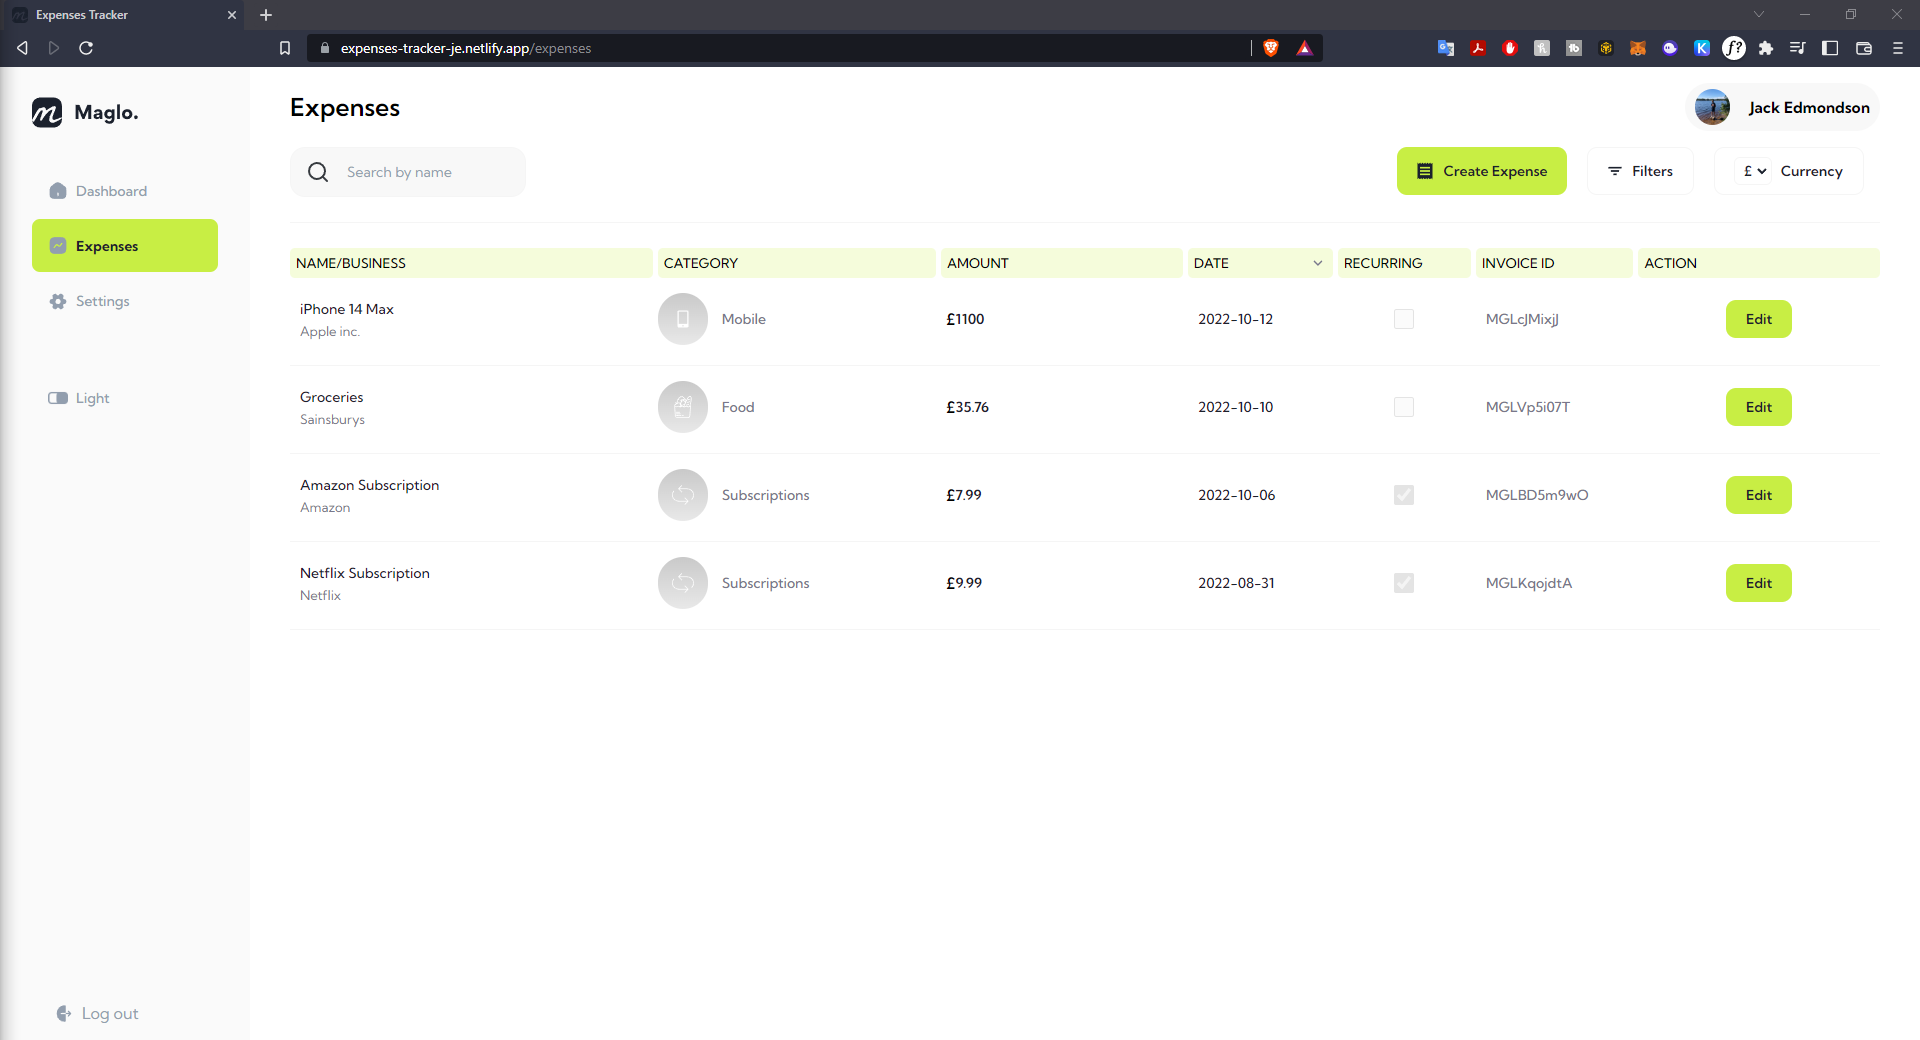 Expenses Tracker
expenses-tracker-je.netlify.app/expenses
Maglo.
Dashboard
Expenses
Settings
Light
Log out
Expenses
Jack Edmondson
Search by name
Create Expense
Filters
£
Currency
NAME/BUSINESS CATEGORY AMOUNT DATE RECURRING INVOICE ID ACTION
iPhone 14 Max
Apple inc.
Mobile £1100 2022-10-12 MGLcJMixjJ Edit
Groceries
Sainsburys
Food £35.76 2022-10-10 MGLVp5i07T Edit
Amazon Subscription
Amazon
Subscriptions £7.99 2022-10-06 MGLBD5m9wO Edit
Netflix Subscription
Netflix
Subscriptions £9.99 2022-08-31 MGLKqojdtA Edit